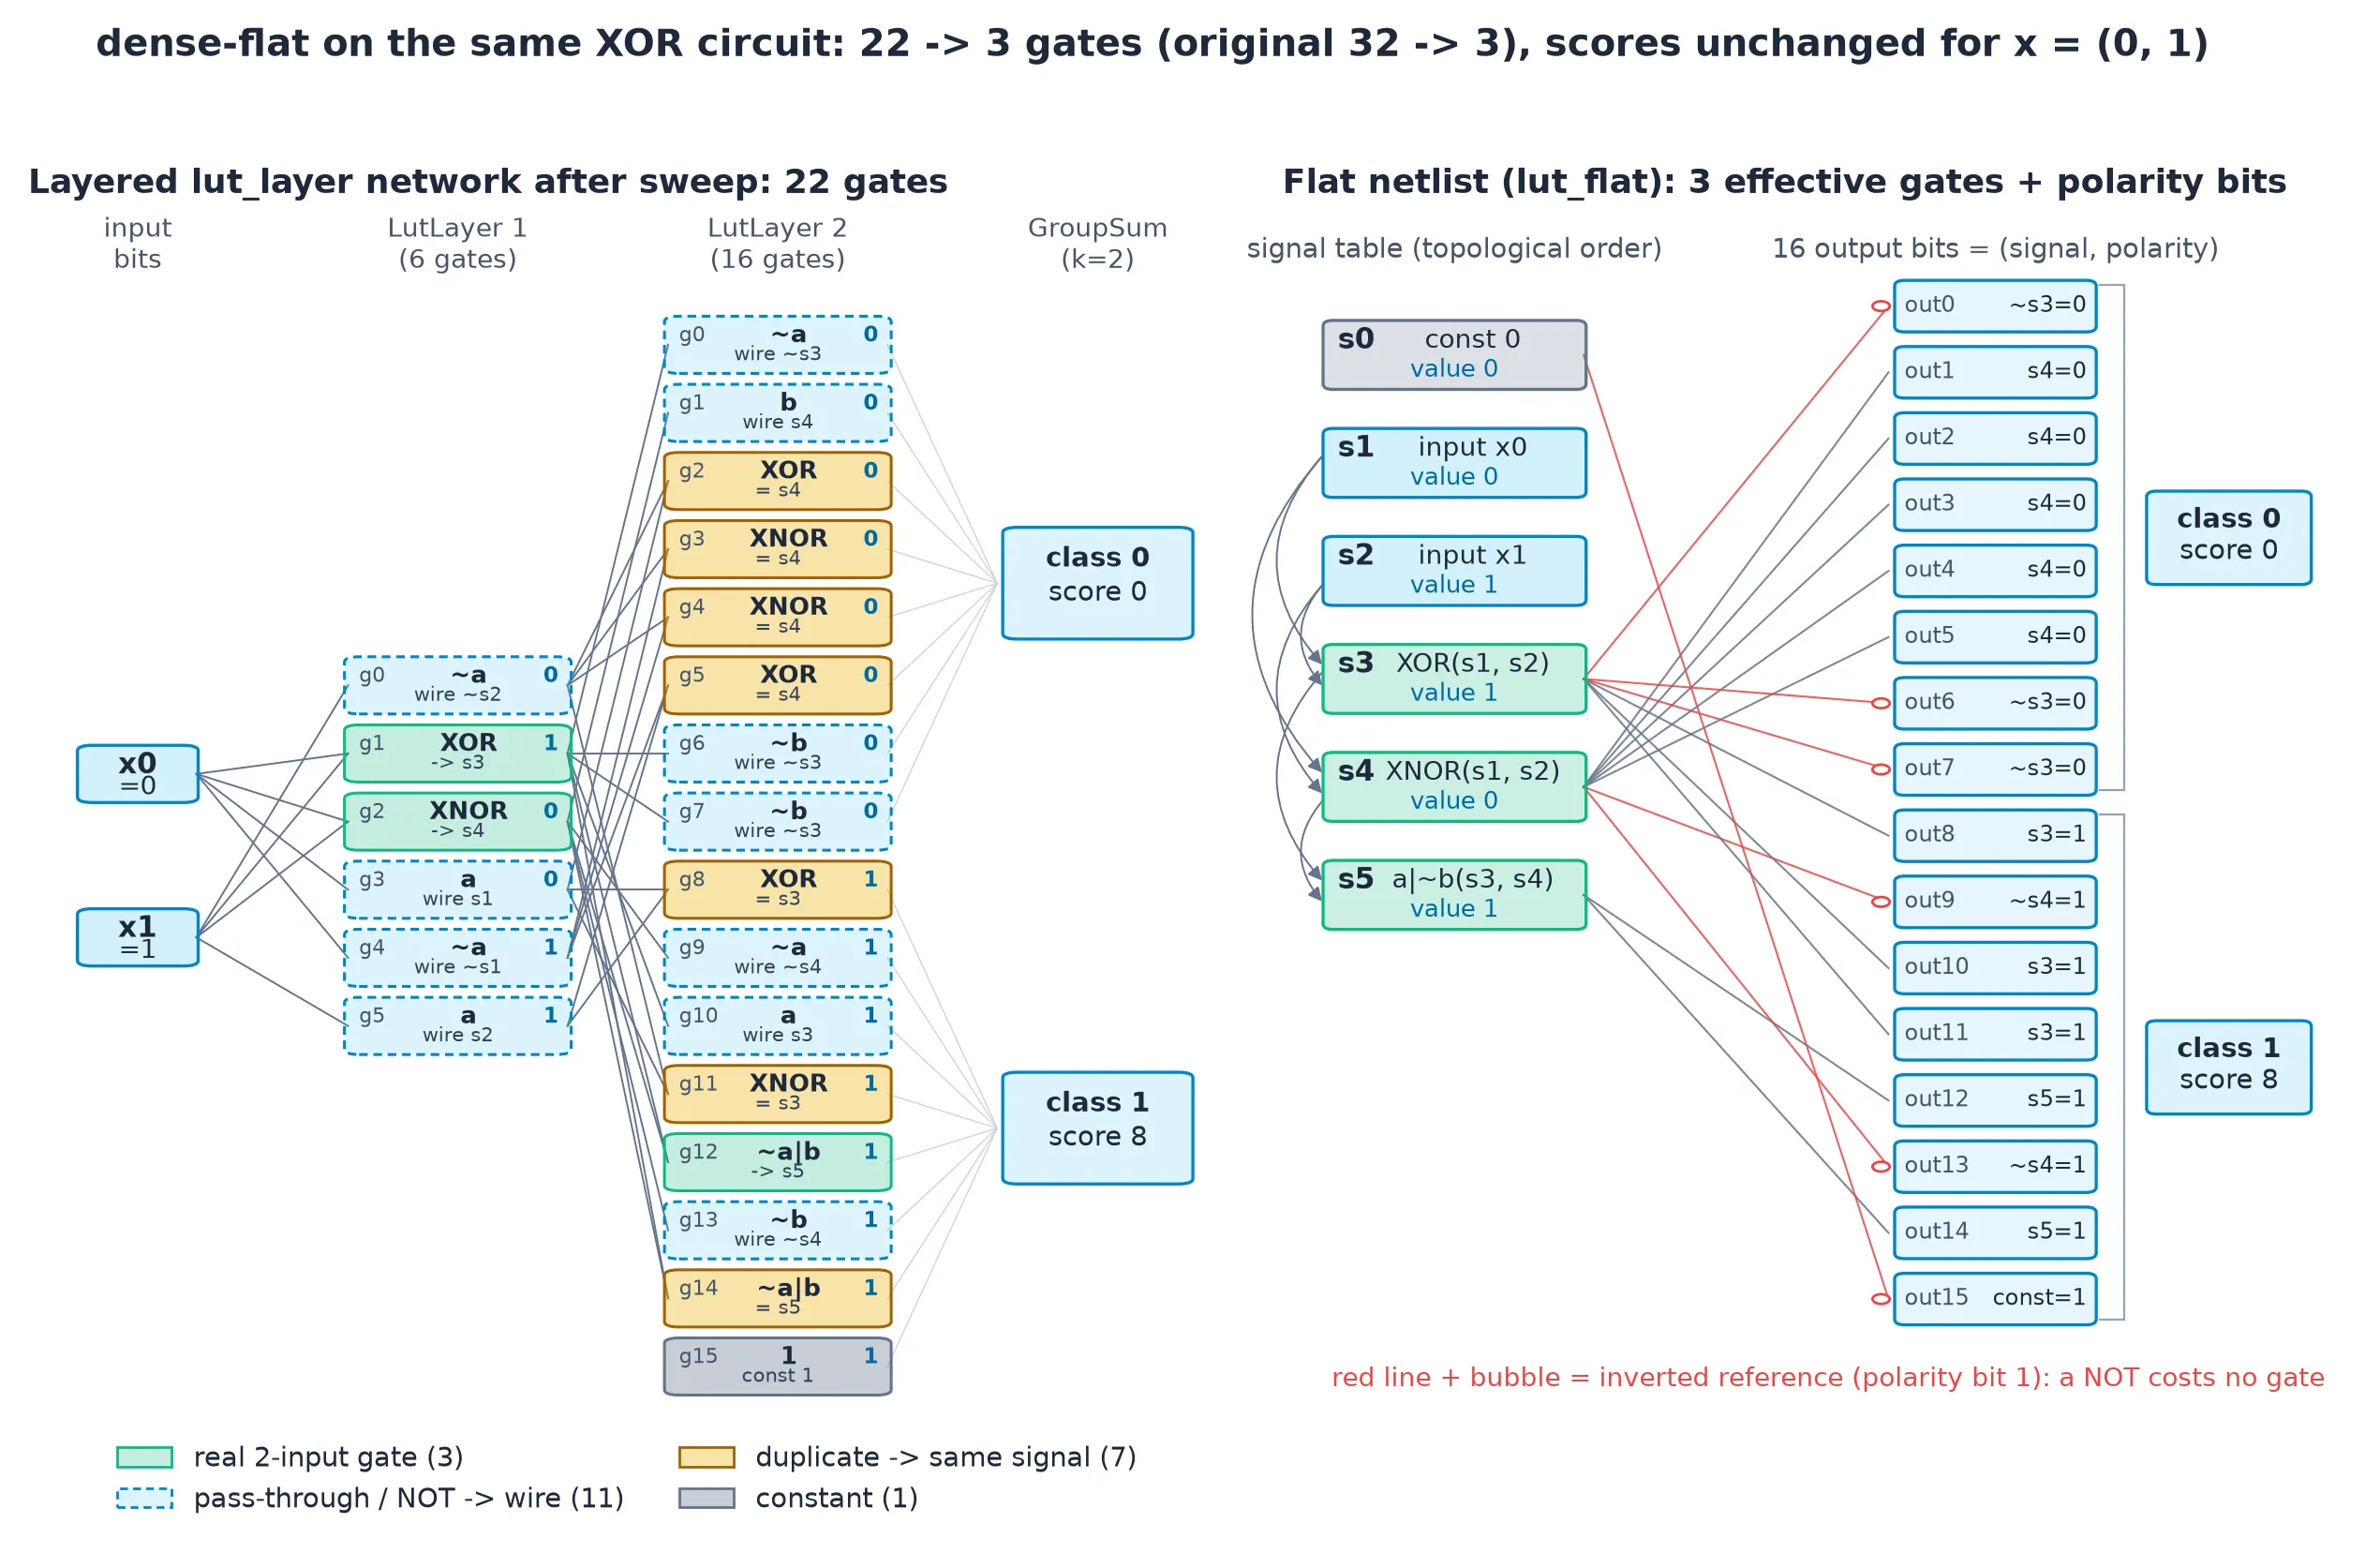 dense-flat on the same XOR circuit: 22 -> 3 gates (original 32 -> 3), scores unchanged for x = (0, 1)
Layered lut_layer network after sweep: 22 gates
input
bits
LutLayer 1
(6 gates)
LutLayer 2
(16 gates)
GroupSum
(k=2)
x0
=0
x1
=1
g0 ~a 0
wire ~s2
g1 XOR 1
-> s3
g2 XNOR 0
-> s4
g3 a 0
wire s1
g4 ~a 1
wire ~s1
g5 a 1
wire s2
g0 ~a 0
wire ~s3
g1 b 0
wire s4
g2 XOR 0
= s4
g3 XNOR 0
= s4
g4 XNOR 0
= s4
g5 XOR 0
= s4
g6 ~b 0
wire ~s3
g7 ~b 0
wire ~s3
g8 XOR 1
= s3
g9 ~a 1
wire ~s4
g10 a 1
wire s3
g11 XNOR 1
= s3
g12 ~a|b 1
-> s5
g13 ~b 1
wire ~s4
g14 ~a|b 1
= s5
g15 1 1
const 1
class 0
score 0
class 1
score 8
real 2-input gate (3)
pass-through / NOT -> wire (11)
duplicate -> same signal (7)
constant (1)
Flat netlist (lut_flat): 3 effective gates + polarity bits
signal table (topological order)
16 output bits = (signal, polarity)
s0 const 0
value 0
s1 input x0
value 0
s2 input x1
value 1
s3 XOR(s1, s2)
value 1
s4 XNOR(s1, s2)
value 0
s5 a|~b(s3, s4)
value 1
out0 ~s3=0
out1 s4=0
out2 s4=0
out3 s4=0
out4 s4=0
out5 s4=0
out6 ~s3=0
out7 ~s3=0
out8 s3=1
out9 ~s4=1
out10 s3=1
out11 s3=1
out12 s5=1
out13 ~s4=1
out14 s5=1
out15 const=1
class 0
score 0
class 1
score 8
red line + bubble = inverted reference (polarity bit 1): a NOT costs no gate